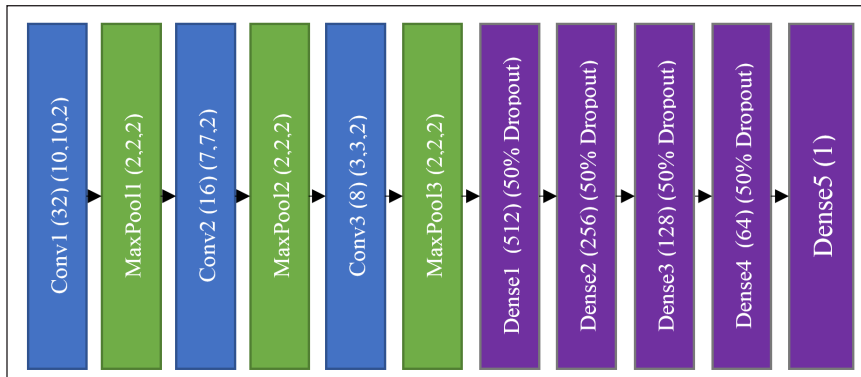 Conv1 (32) (10,10,2)
MaxPool1 (2,2,2)
Conv2 (16) (7,7,2)
MaxPool2 (2,2,2)
Conv3 (8) (3,3,2)
MaxPool3 (2,2,2)
Dense1 (512) (50% Dropout)
Dense2 (256) (50% Dropout)
Dense3 (128) (50% Dropout)
Dense4 (64) (50% Dropout)
Dense5 (1)